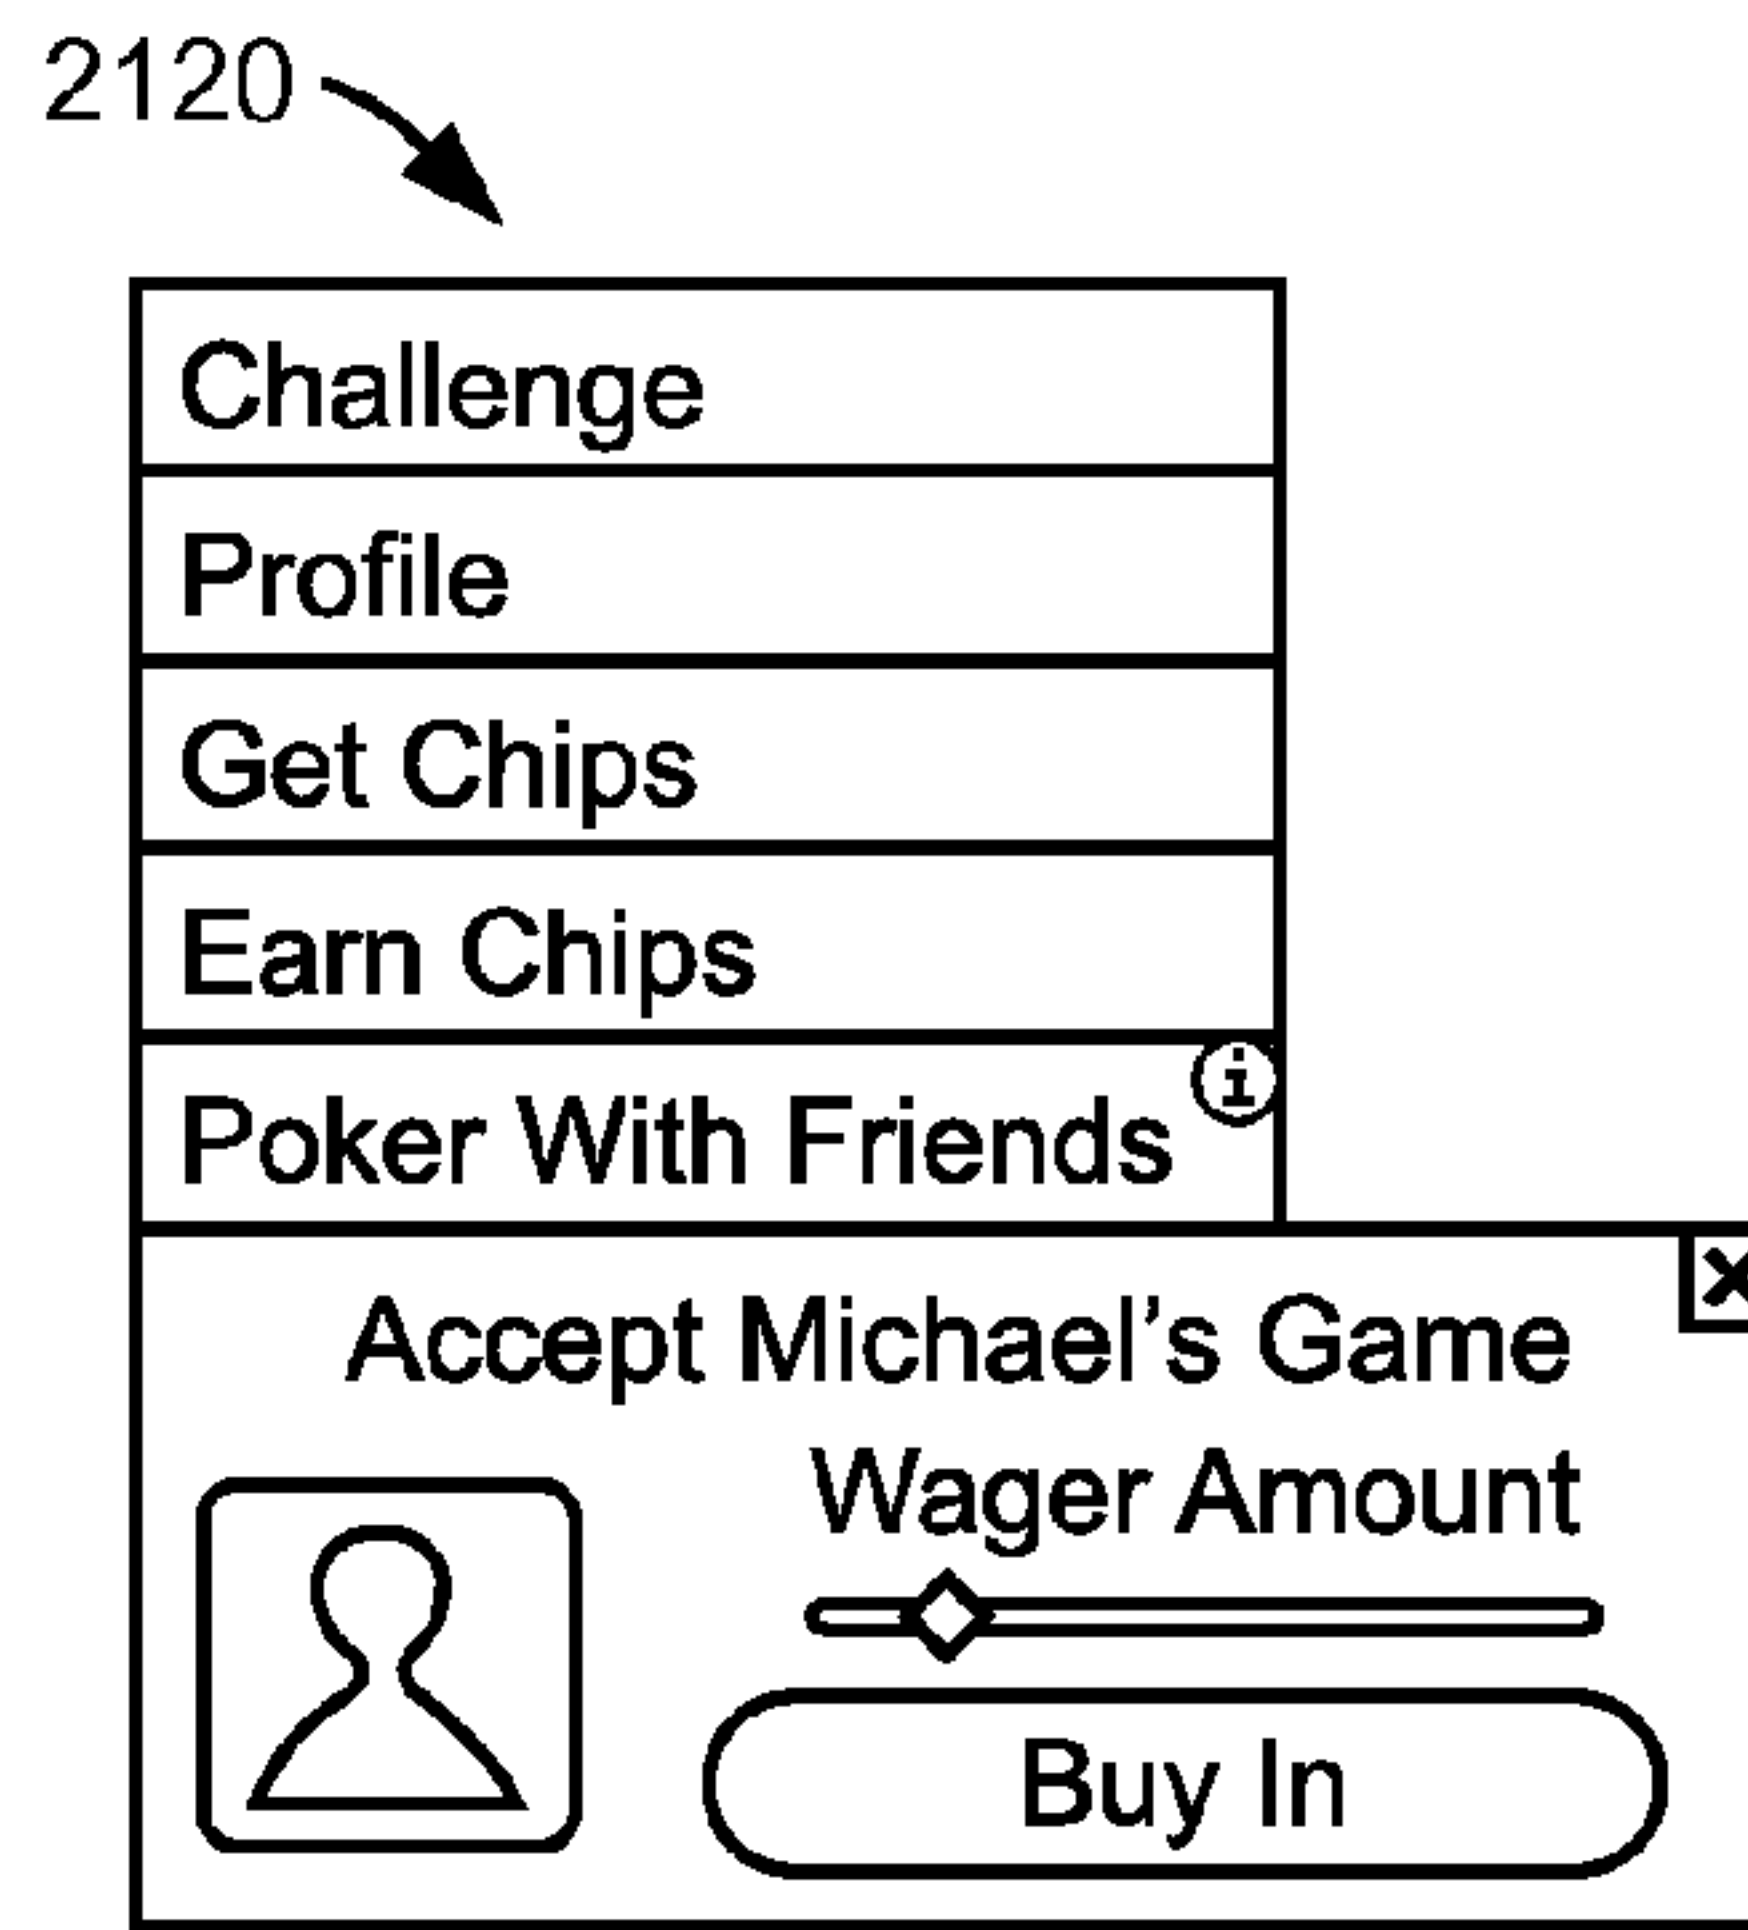 2120
Challenge
Profile
Get Chips
Earn Chips
i
Poker With Friends
Accept Michael’s Game
Wager Amount
Buy In